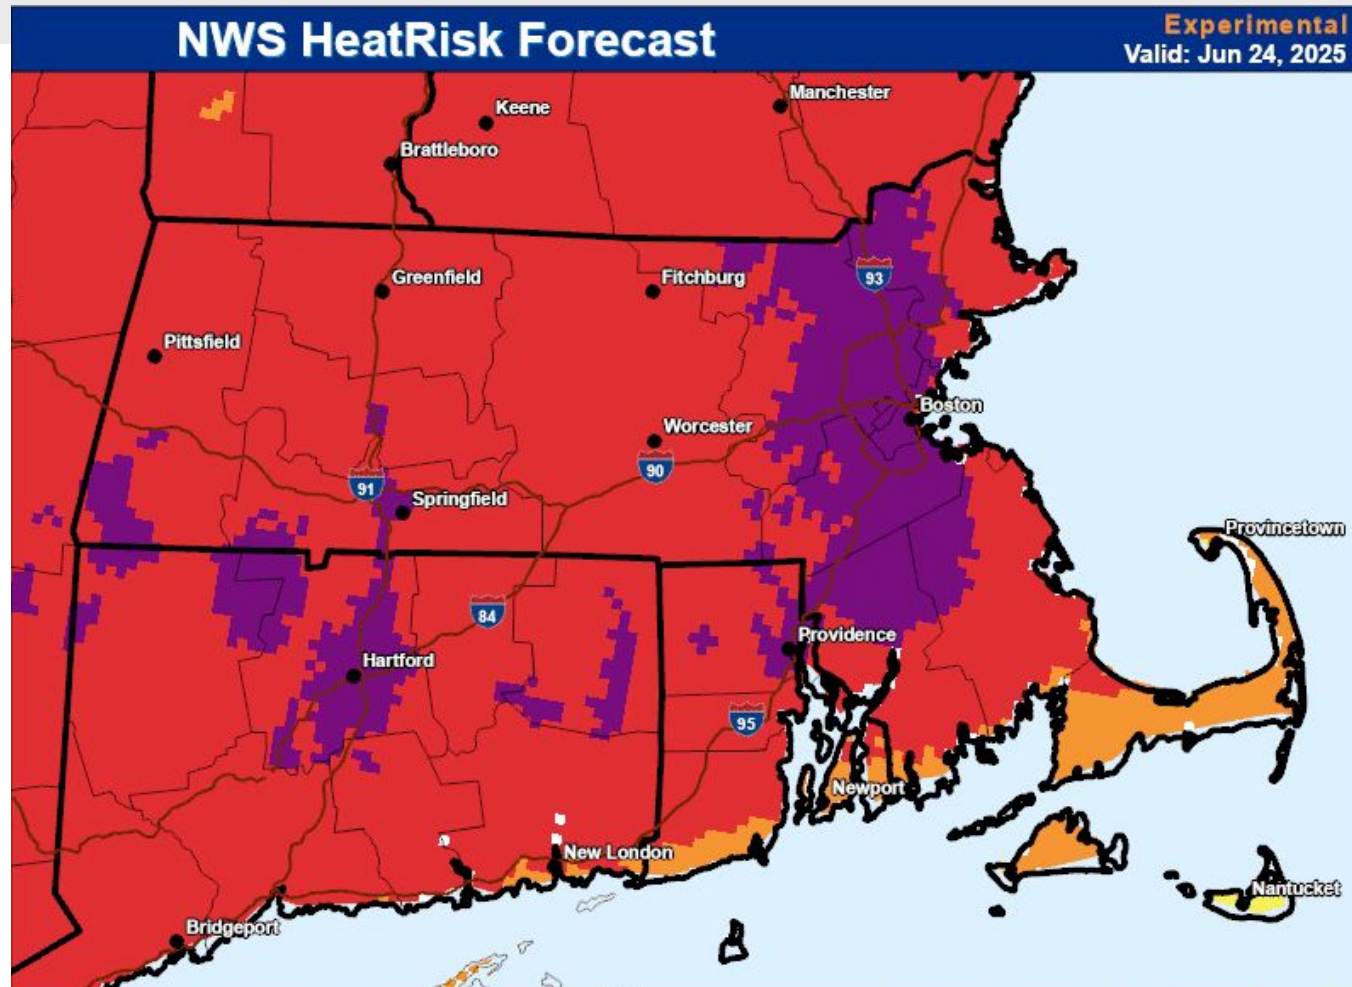 NWS HeatRisk Forecast
Experimental
Valid: Jun 24, 2025
Manchester
Keene
Brattleboro
Greenfield
Fitchburg
93
Pittsfield
Boston
Worcester
90
91
Springfield
Provincetown
84
Providence
Hartford
95
Newport
New London
Nantucket
Bridgeport